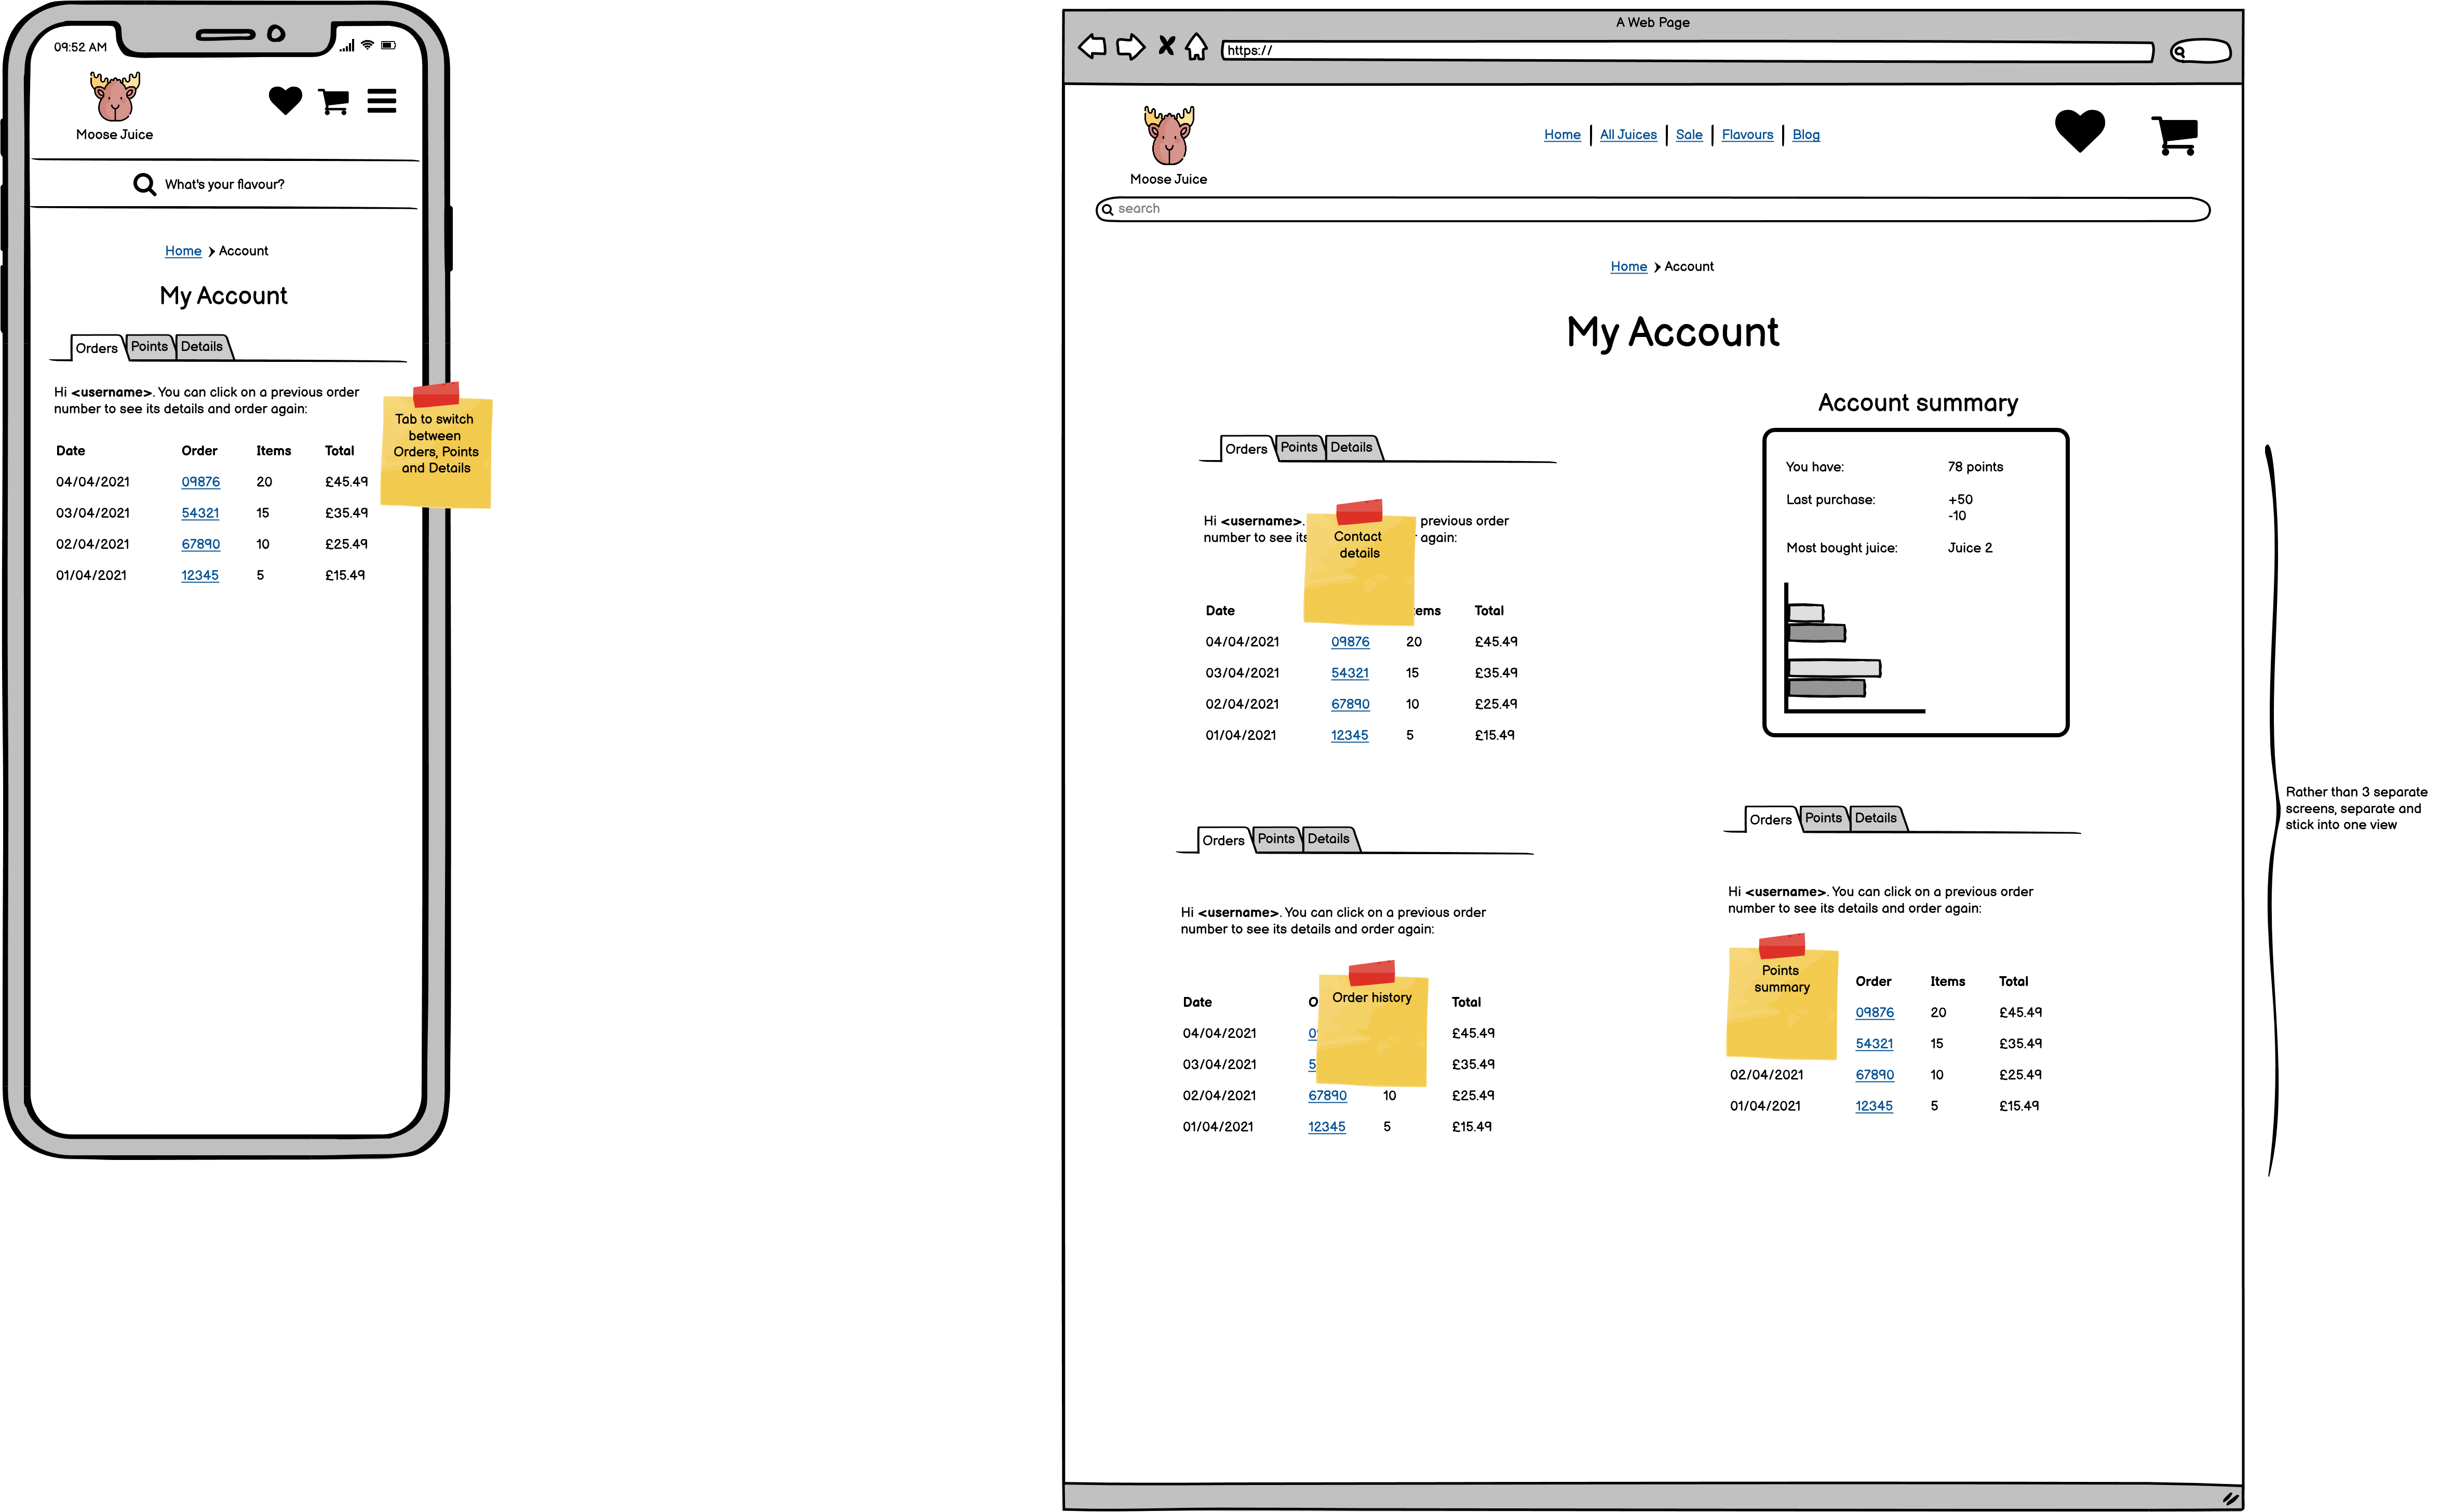 09:52 AM
Moose Juice
What's your flavour?
Home Account
My Account
Orders Points Details
Hi <username>. You can click on a previous order
number to see its details and order again:
Date Order Items Total
04/04/2021 09876 20 £45.49
03/04/2021 54321 15 £35.49
02/04/2021 67890 10 £25.49
01/04/2021 12345 5 £15.49
Tab to switch
between
Orders, Points
and Details
A Web Page
https://
Moose Juice
Home All Juices Sale Flavours Blog
search
Home Account
My Account
Orders Points Details
Hi <username>. previous order
number to see its again:
Contact
details
Date Total
04/04/2021 09876 20 £45.49
03/04/2021 54321 15 £35.49
02/04/2021 67890 10 £25.49
01/04/2021 12345 5 £15.49
Account summary
You have: 78 points
Last purchase: +50
-10
Most bought juice: Juice 2
Orders Points Details
Hi <username>. You can click on a previous order
number to see its details and order again:
Order history
Date Total
04/04/2021 £45.49
03/04/2021 £35.49
02/04/2021 67890 10 £25.49
01/04/2021 12345 5 £15.49
Orders Points Details
Hi <username>. You can click on a previous order
number to see its details and order again:
Points
summary
Order Items Total
09876 20 £45.49
54321 15 £35.49
02/04/2021 67890 10 £25.49
01/04/2021 12345 5 £15.49
Rather than 3 separate
screens, separate and
stick into one view